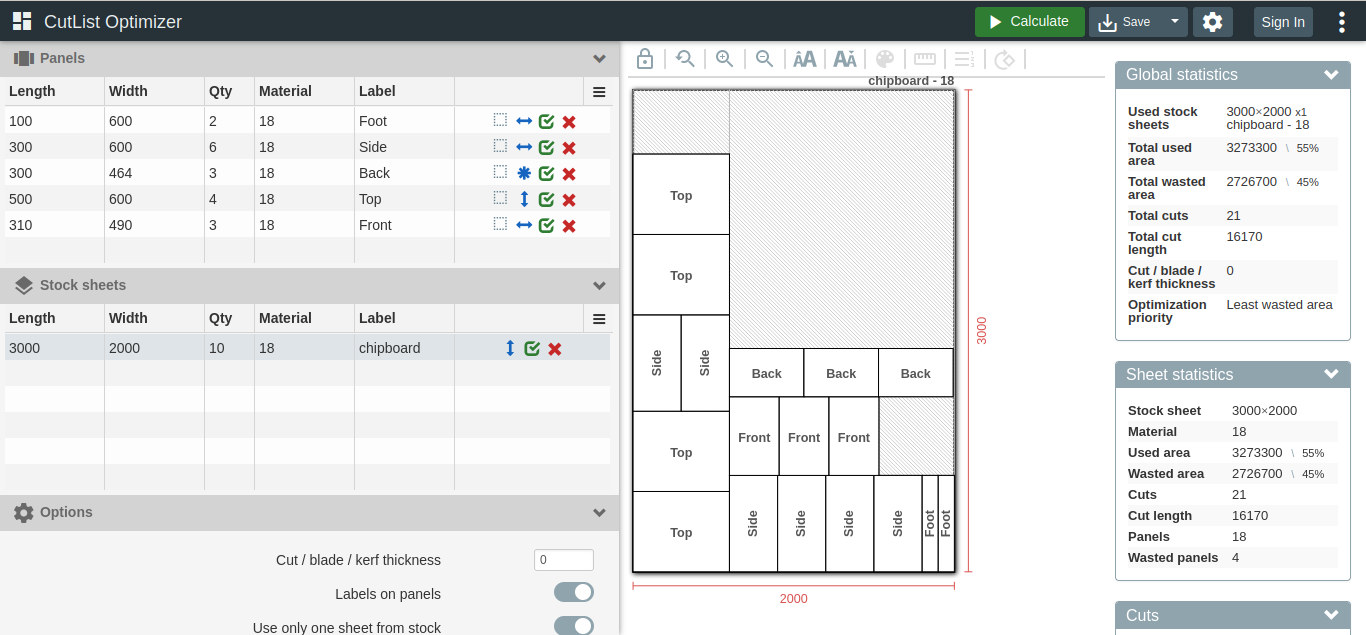 CutList Optimizer
Calculate
Save
Sign In
Panels
Length Width Qty Material Label
100 600 2 18 Foot
300 600 6 18 Side
300 464 3 18 Back
500 600 4 18 Top
310 490 3 18 Front
Stock sheets
Length Width Qty Material Label
3000 2000 10 18 chipboard
Options
Cut / blade / kerf thickness 0
Labels on panels
Use only one sheet from stock
chipboard - 18
Top
Top
Side Side
Back Back Back
Front Front Front
Top
Top
Side Side Side Side Foot Foot
3000
2000
Global statistics
Used stock sheets 3000×2000 x1 chipboard - 18
Total used area 3273300 \ 55%
Total wasted area 2726700 \ 45%
Total cuts 21
Total cut length 16170
Cut / blade / kerf thickness 0
Optimization priority Least wasted area
Sheet statistics
Stock sheet 3000×2000
Material 18
Used area 3273300 \ 55%
Wasted area 2726700 \ 45%
Cuts 21
Cut length 16170
Panels 18
Wasted panels 4
Cuts